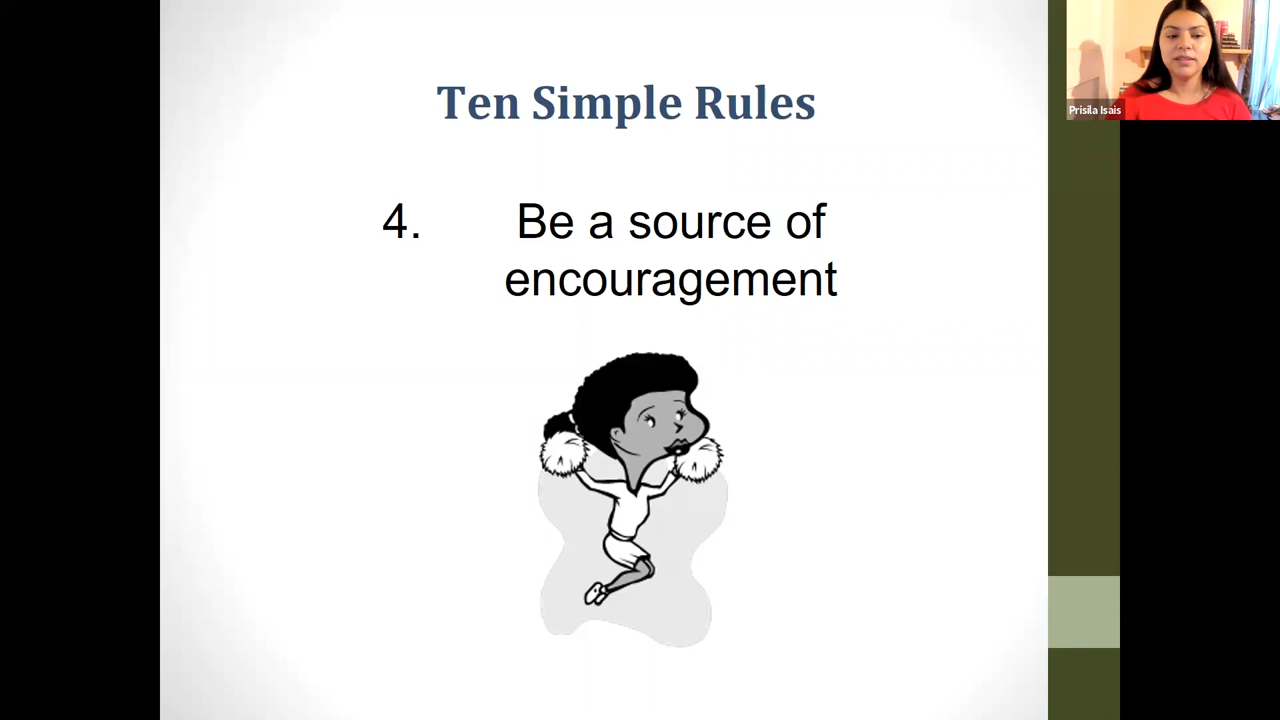 Ten Simple Rules
4. Be a source of
encouragement
Prisila Isais